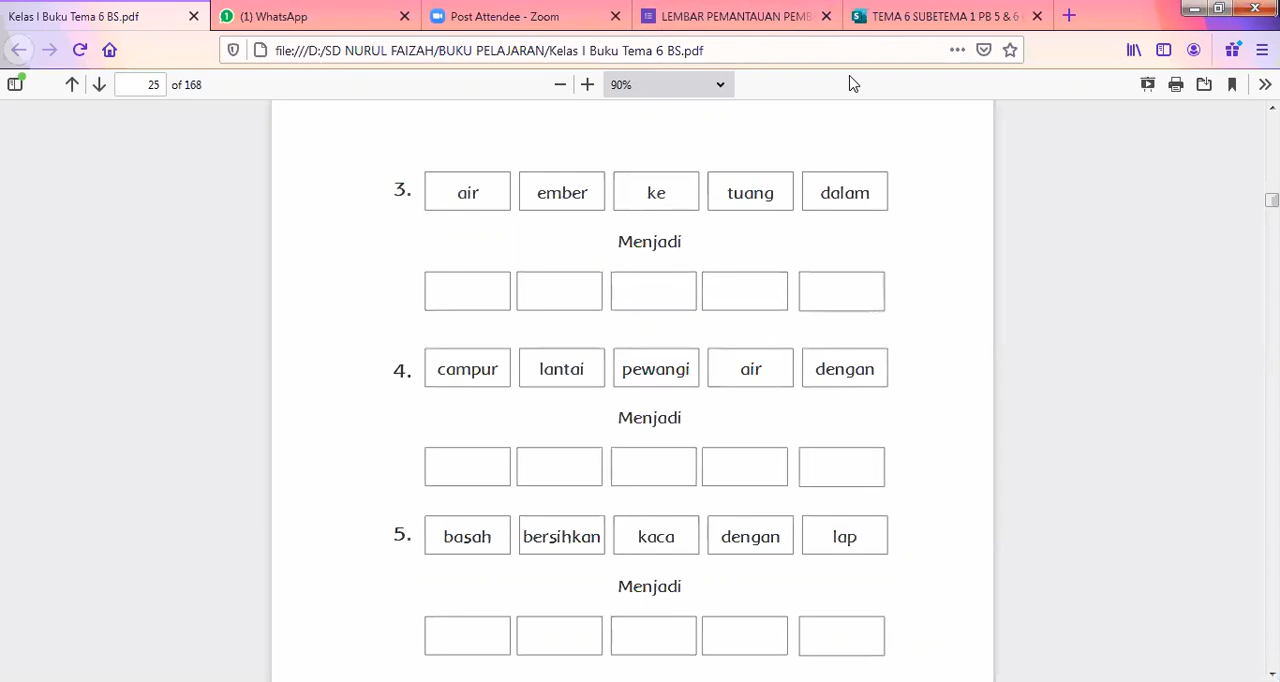 Kelas I Buku Tema 6 BS.pdf
(1) WhatsApp
Post Attendee - Zoom
LEMBAR PEMANTAUAN PEMB
TEMA 6 SUBETEMA 1 PB 5 & 6
file:///D:/SD NURUL FAIZAH/BUKU PELAJARAN/Kelas I Buku Tema 6 BS.pdf
25 of 168
90%
3. air ember ke tuang dalam
Menjadi
4. campur lantai pewangi air dengan
Menjadi
5. basah bersihkan kaca dengan lap
Menjadi